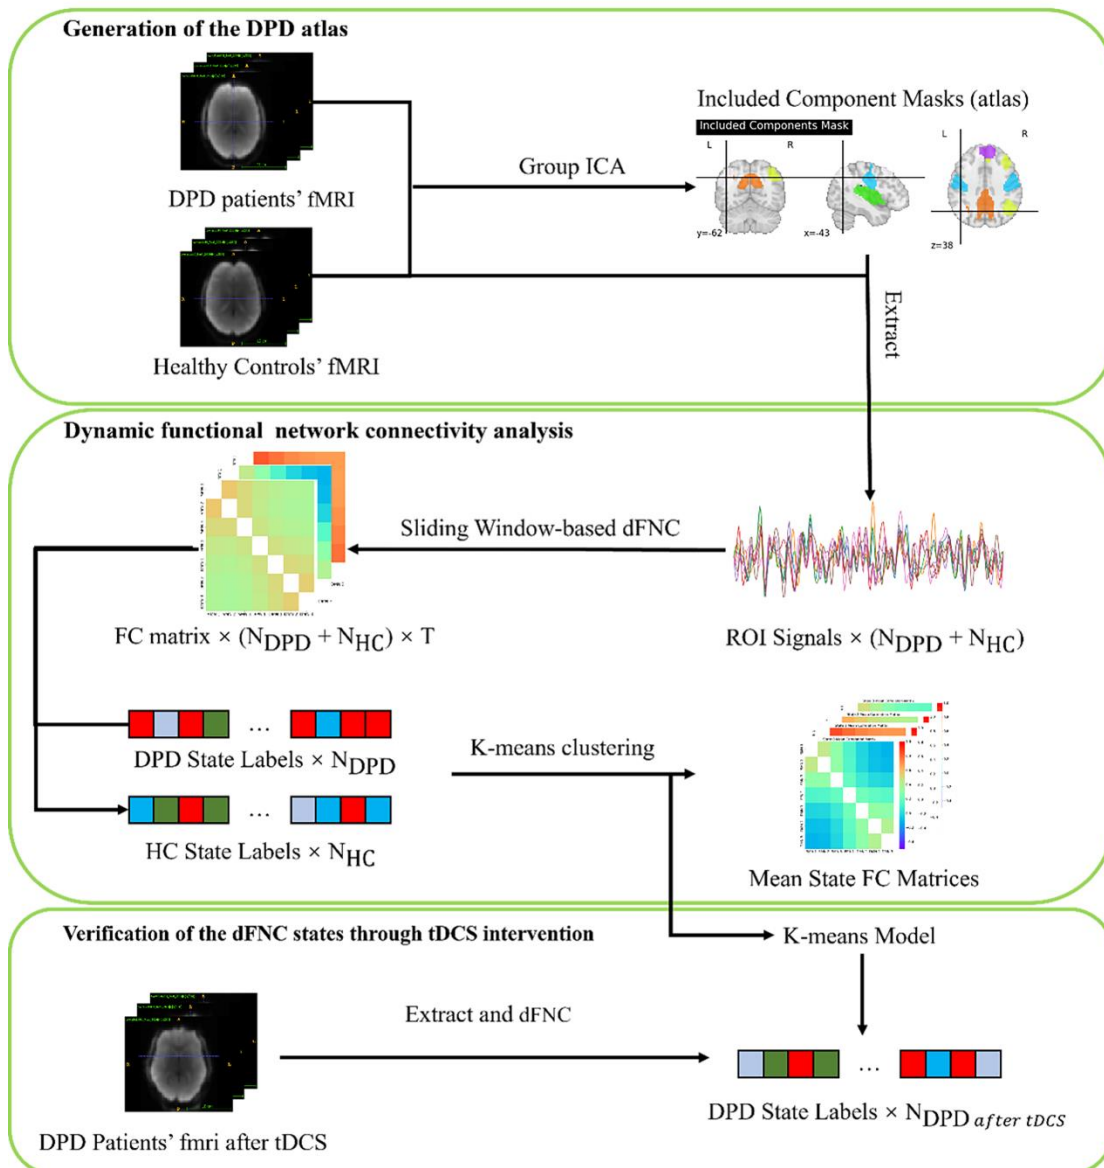 Generation of the DPD atlas
DPD patients' fMRI
Healthy Controls' fMRI
Group ICA
Included Component Masks (atlas)
Included Components Mask
L R
L R
y=-62
x=-43
z=38
Extract
Dynamic functional network connectivity analysis
Sliding Window-based dFNC
FC matrix × (NDPD + NHC) × T
ROI Signals × (NDPD + NHC)
...
DPD State Labels × NDPD
K-means clustering
...
HC State Labels × NHC
Mean State FC Matrices
Verification of the dFNC states through tDCS intervention
K-means Model
Extract and dFNC
...
DPD State Labels × NDPD after tDCS
DPD Patients' fmri after tDCS